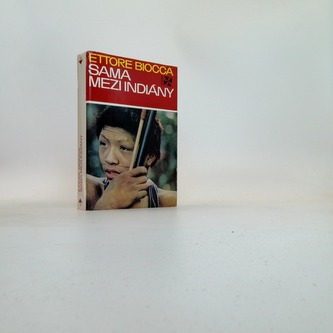 ETTORE BIOCCA
SAMA
MEZI INDIÁNY